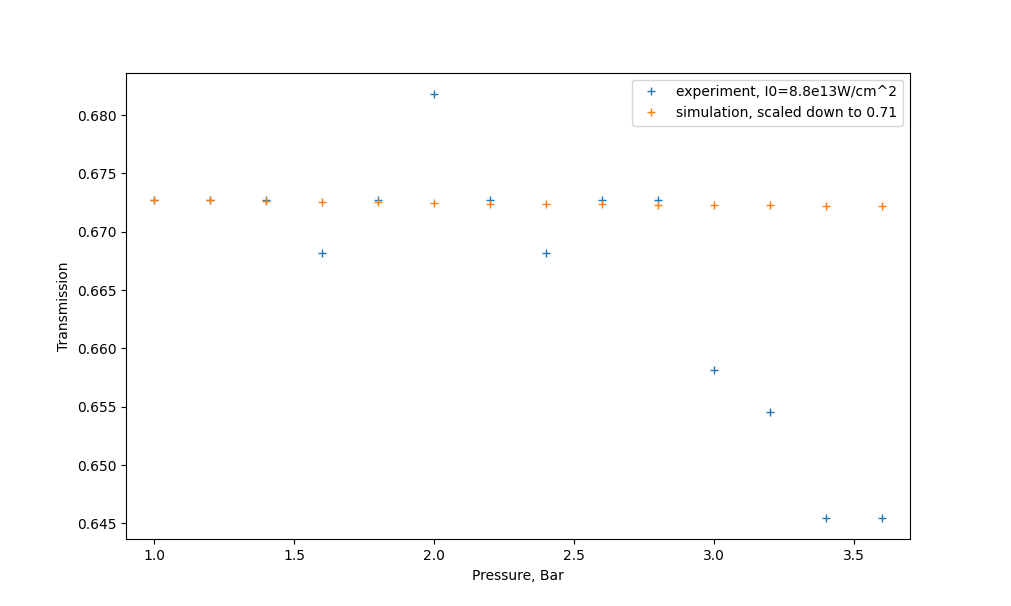 experiment, I0=8.8e13W/cm^2
simulation, scaled down to 0.71
0.680
0.675
0.670
0.665
0.660
0.655
0.650
0.645
Transmission
1.0 1.5 2.0 2.5 3.0 3.5
Pressure, Bar